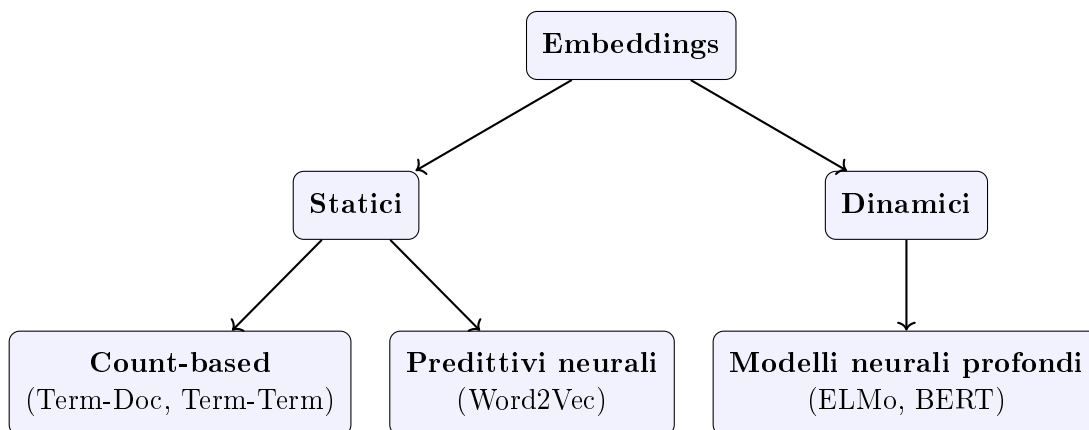 Embeddings
Statici
Dinamici
Count-based
(Term-Doc, Term-Term)
Predittivi neurali
(Word2Vec)
Modelli neurali profondi
(ELMo, BERT)